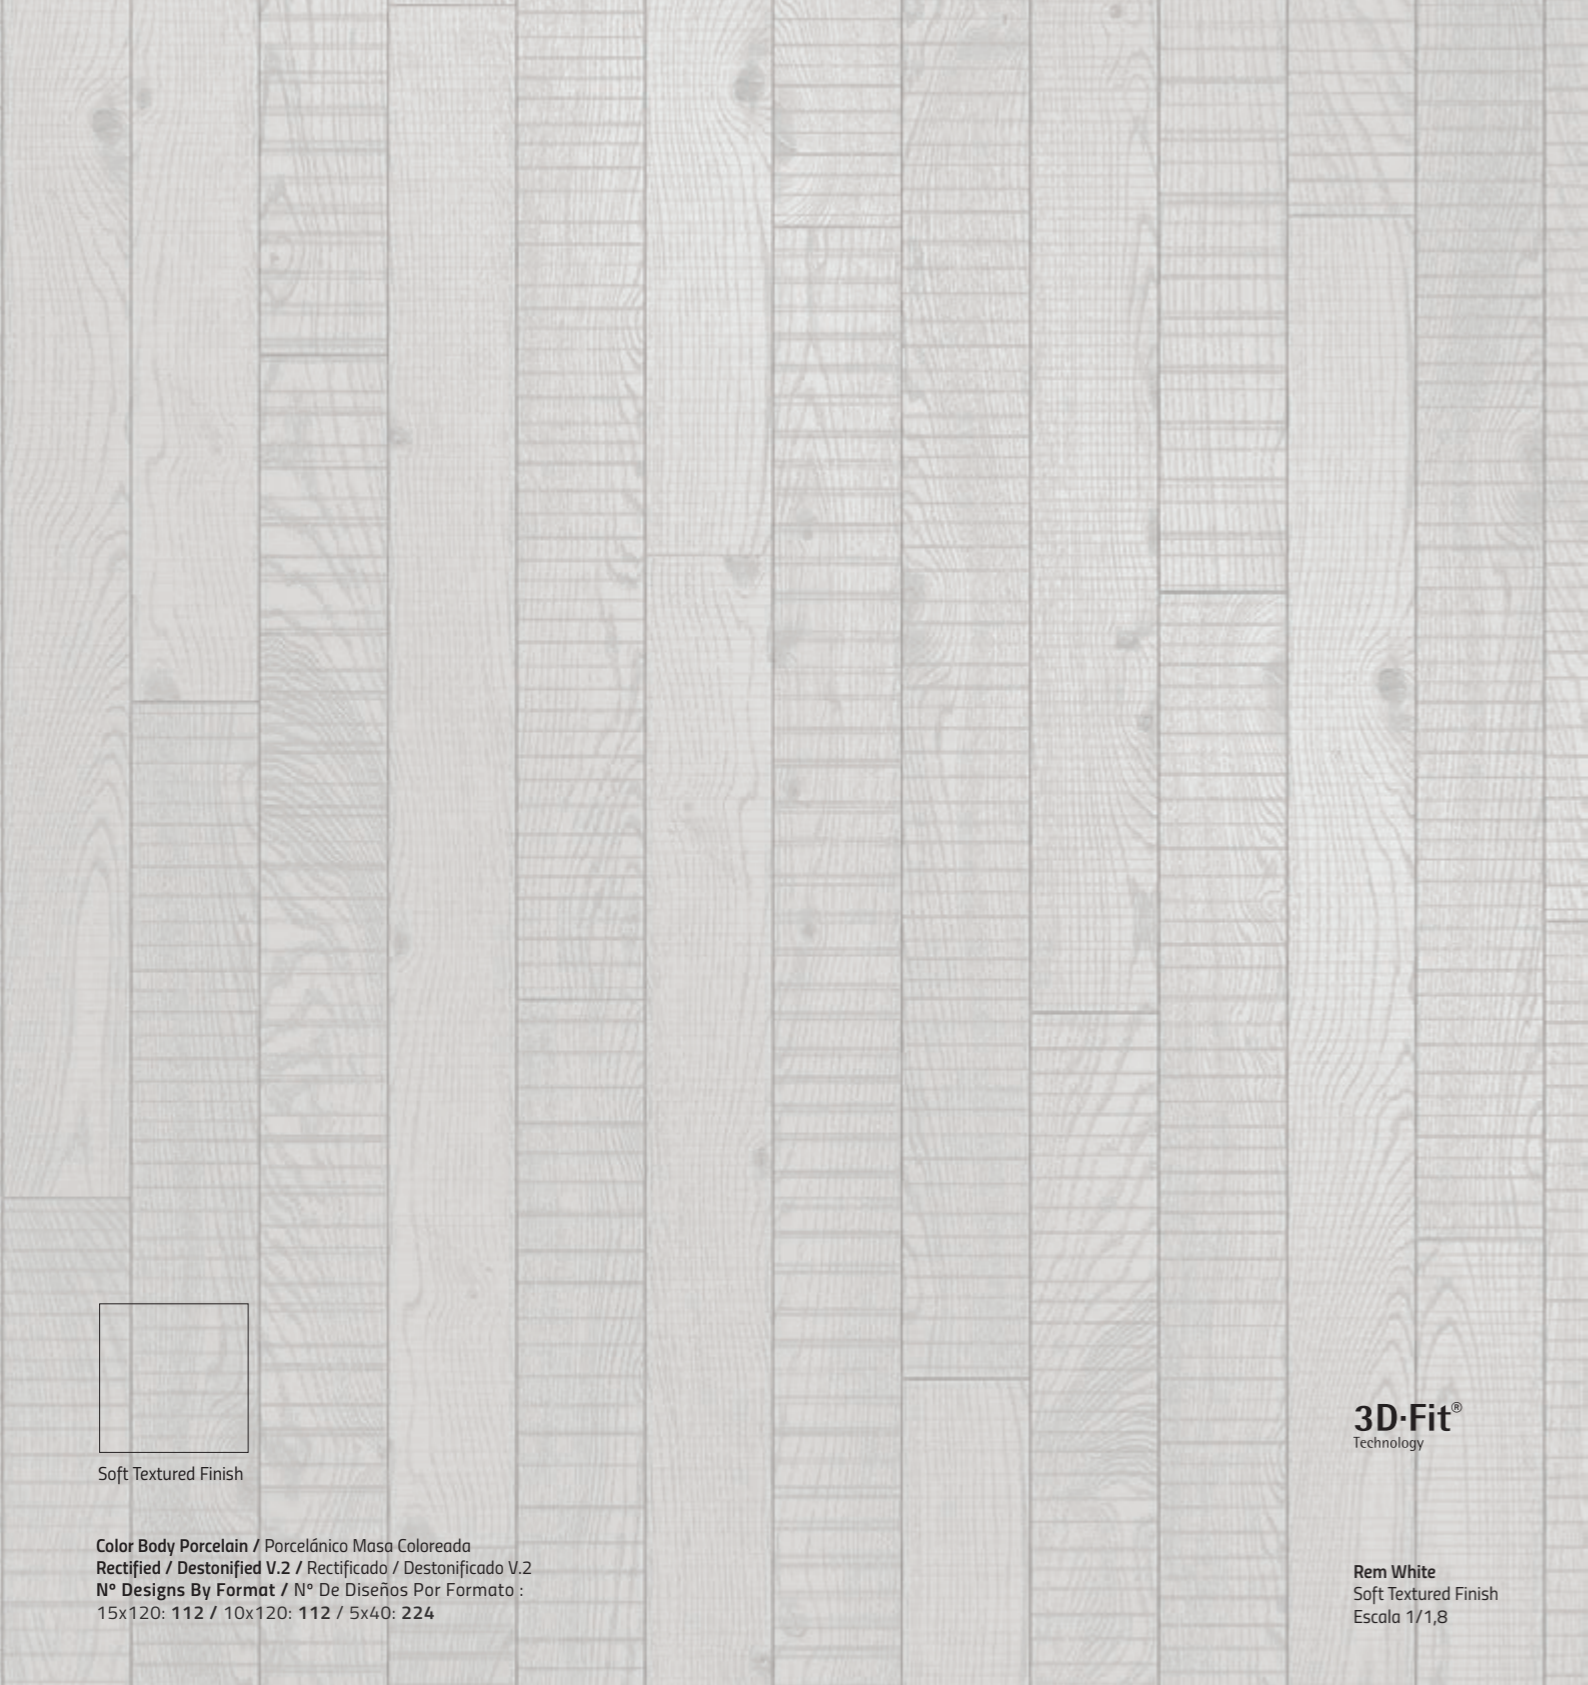 3D·Fit®
Technology
Soft Textured Finish
Color Body Porcelain / Porcelánico Masa Coloreada
Rectified / Destonified V.2 / Rectificado / Destonificado V.2
Nº Designs By Format / Nº De Diseños Por Formato :
15x120: 112 / 10x120: 112 / 5x40: 224
Rem White
Soft Textured Finish
Escala 1/1,8